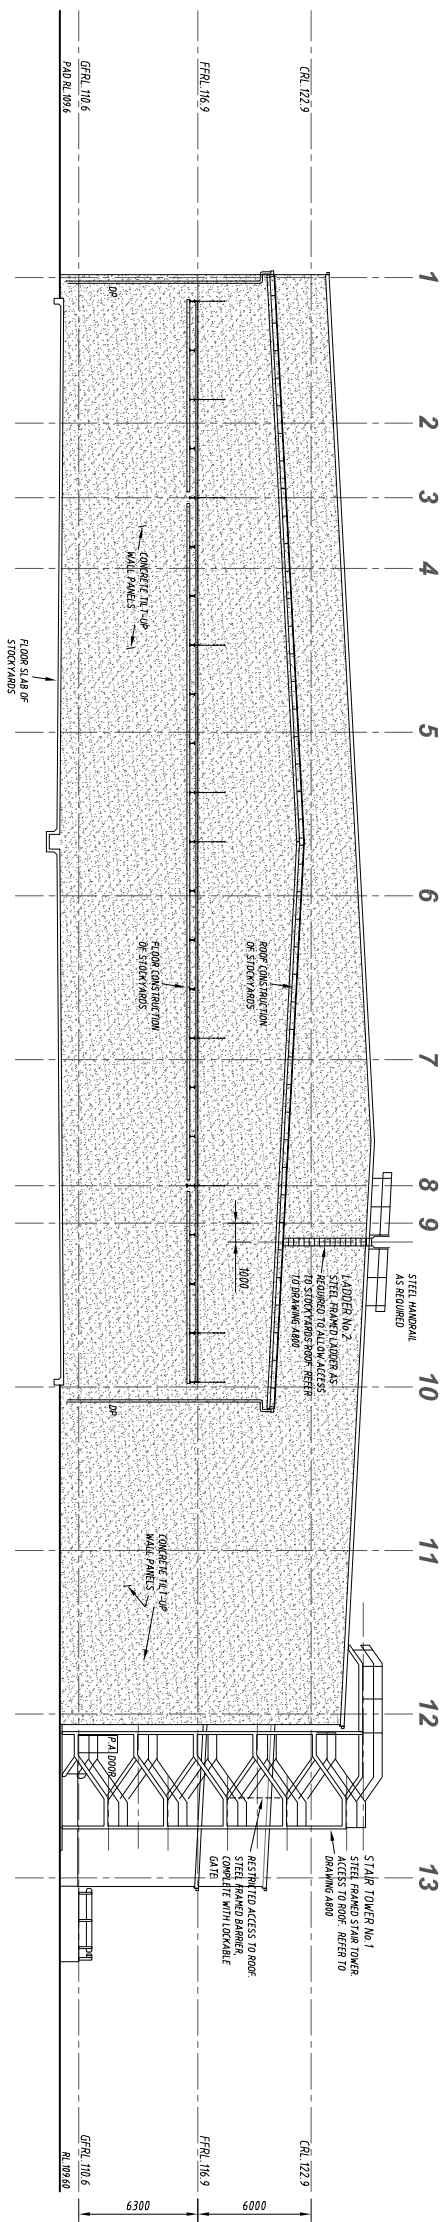 1
2
3
4
5
6
7
8
9
10
11
12
13
CRL.122.9
FFRL.116.9
GFRL.110.6
PAD RL.109.6
DP
CONCRETE TILT-UP
WALL PANELS
FLOOR SLAB OF
STOCKYARDS
ROOF CONSTRUCTION
OF STOCKYARDS
FLOOR CONSTRUCTION
OF STOCKYARDS
STEEL HANDRAIL
AS REQUIRED
1000
LADDER No.2
STEEL FRAMED LADDER AS
REQUIRED TO ALLOW ACCESS
TO STOCKYARDS ROOF. REFER
TO DRAWING A800
DP
CONCRETE TILT-UP
WALL PANELS
P.A. DOOR
STAIR TOWER No.1
STEEL FRAMED STAIR TOWER.
ACCESS TO ROOF. REFER TO
DRAWING A800
RESTRICTED ACCESS TO ROOF.
STEEL FRAMED BARRIER,
COMPLETE WITH LOCKABLE
GATE
CRL.122.9
FFRL.116.9
GFRL.110.6
RL.109.60
6000
6300